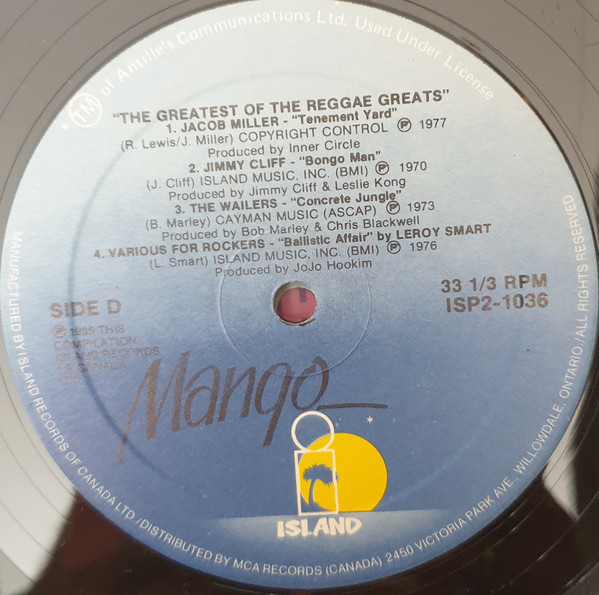 TM of Antille's Communications Ltd. Used Under License
"THE GREATEST OF THE REGGAE GREATS"
1. JACOB MILLER - "Tenement Yard"
(R. Lewis/J. Miller) COPYRIGHT CONTROL Ⓟ 1977
Produced by Inner Circle
2. JIMMY CLIFF - "Bongo Man"
(J. Cliff) ISLAND MUSIC, INC. (BMI) Ⓟ 1970
Produced by Jimmy Cliff & Leslie Kong
3. THE WAILERS - "Concrete Jungle"
(B. Marley) CAYMAN MUSIC (ASCAP) Ⓟ 1973
Produced by Bob Marley & Chris Blackwell
4. VARIOUS FOR ROCKERS - "Ballistic Affair" by LEROY SMART
(L. Smart) ISLAND MUSIC, INC. (BMI) Ⓟ 1976
Produced by JoJo Hookim
SIDE D
33 1/3 RPM
ISP2-1036
Ⓟ 1985 THIS
COMPILATION
ISLAND RECORDS
CANADA
Mango
ISLAND
MANUFACTURED BY ISLAND RECORDS OF CANADA LTD / DISTRIBUTED BY MCA RECORDS (CANADA) 2450 VICTORIA PARK AVE., WILLOWDALE, ONTARIO / ALL RIGHTS RESERVED